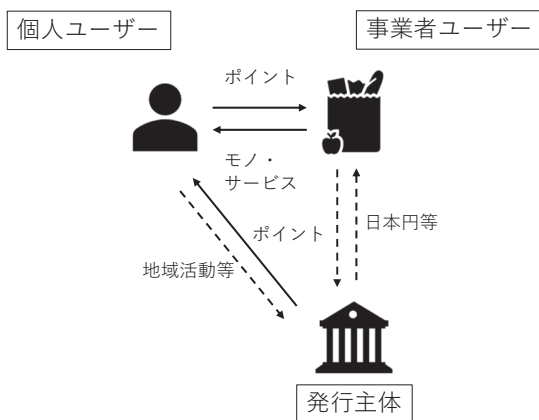 個人ユーザー
事業者ユーザー
ポイント
モノ・
サービス
ポイント
日本円等
地域活動等
発行主体